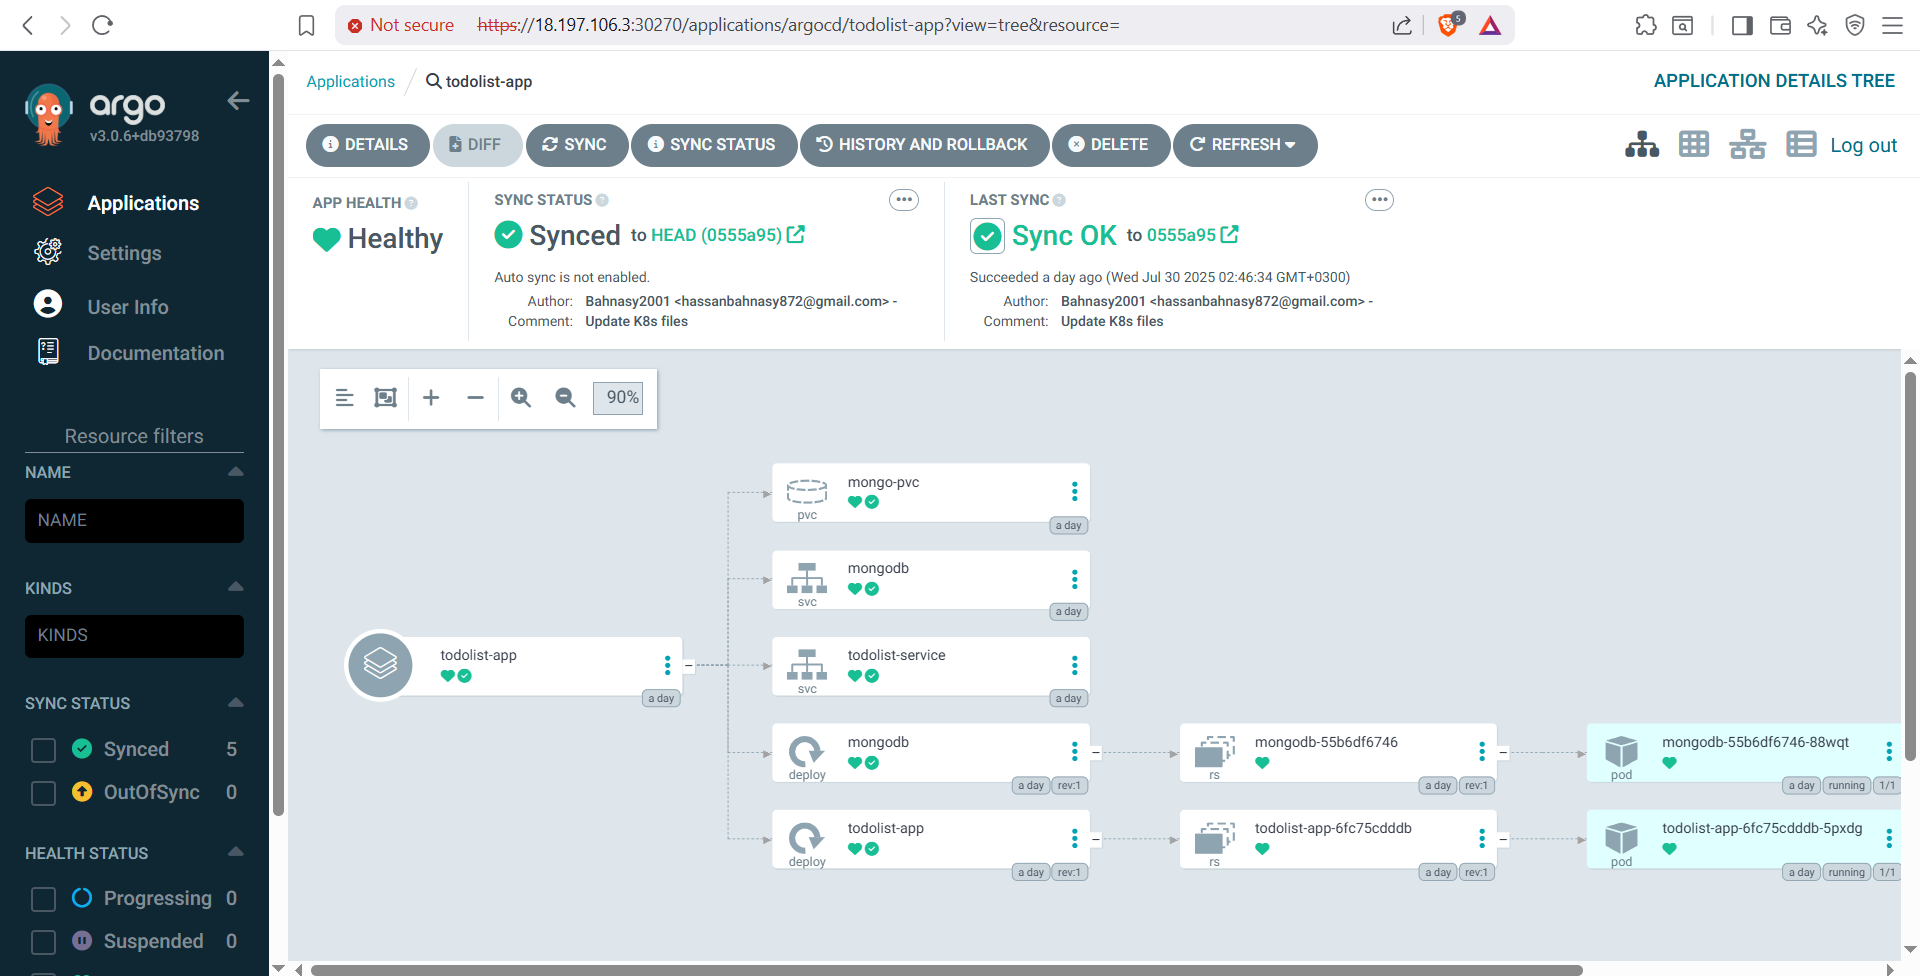 Not secure https://18.197.106.3:30270/applications/argocd/todolist-app?view=tree&resource= 5
argo
v3.0.6+db93798
Applications
Settings
User Info
Documentation
Resource filters
NAME
NAME
KINDS
KINDS
SYNC STATUS
Synced 5
OutOfSync 0
HEALTH STATUS
Progressing 0
Suspended 0
Applications / todolist-app APPLICATION DETAILS TREE
DETAILS DIFF SYNC SYNC STATUS HISTORY AND ROLLBACK DELETE REFRESH Log out
APP HEALTH
Healthy
SYNC STATUS
Synced to HEAD (0555a95)
Auto sync is not enabled.
Author: Bahnasy2001 <hassanbahnasy872@gmail.com> -
Comment: Update K8s files
LAST SYNC
Sync OK to 0555a95
Succeeded a day ago (Wed Jul 30 2025 02:46:34 GMT+0300)
Author: Bahnasy2001 <hassanbahnasy872@gmail.com> -
Comment: Update K8s files
90%
mongo-pvc
pvc
a day
mongodb
svc
a day
todolist-app
a day
todolist-service
svc
a day
mongodb
deploy
a day rev:1
mongodb-55b6df6746
rs
a day rev:1
mongodb-55b6df6746-88wqt
pod
a day running 1/1
todolist-app
deploy
a day rev:1
todolist-app-6fc75cdddb
rs
a day rev:1
todolist-app-6fc75cdddb-5pxdg
pod
a day running 1/1